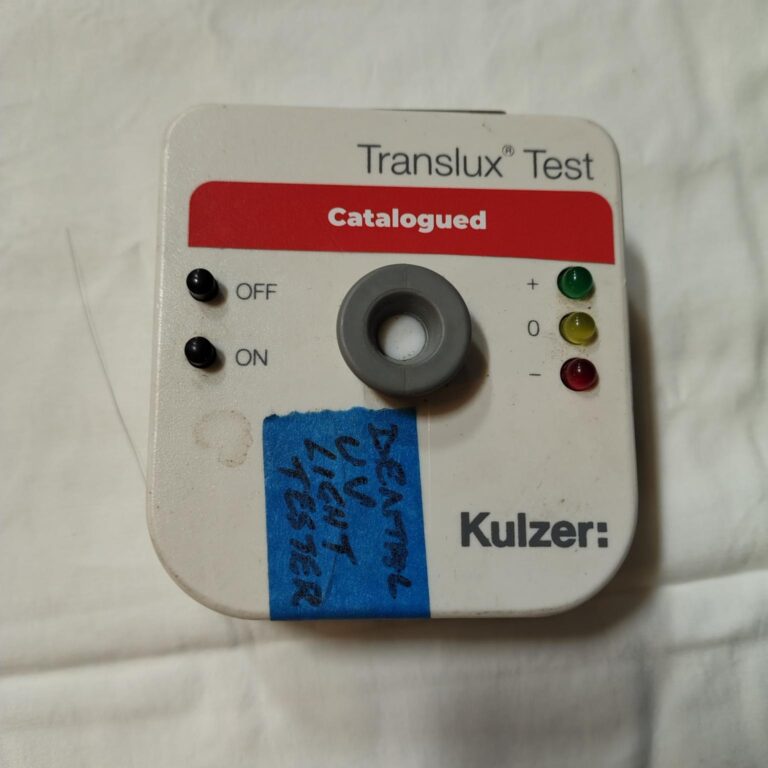 Translux® Test
Catalogued
OFF
ON
+
0
-
DENTAL
UV
LIGHT
TESTER
Kulzer: